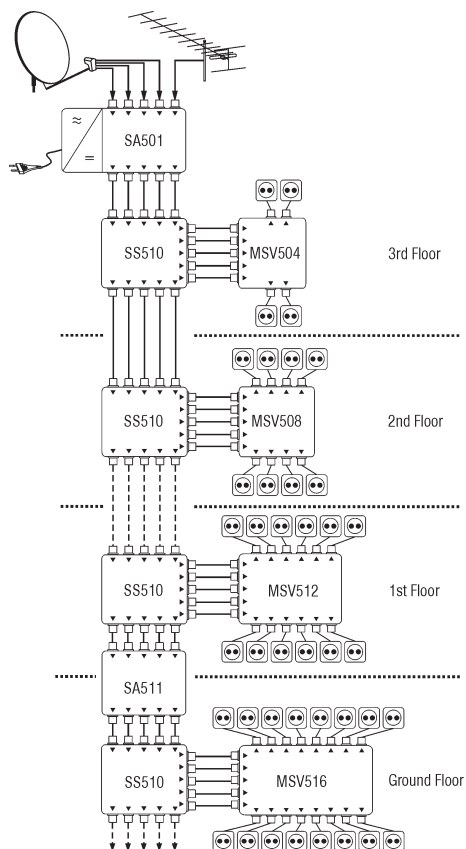 SA501
SS510
MSV504
3rd Floor
SS510
MSV508
2nd Floor
SS510
MSV512
1st Floor
SA511
SS510
MSV516
Ground Floor